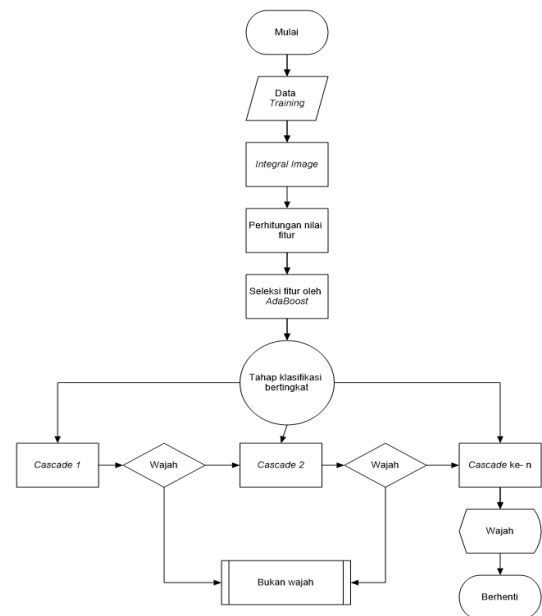 Mulai
Data
Training
Integral Image
Perhitungan nilai
fitur
Seleksi fitur oleh
AdaBoost
Tahap klasifikasi
bertingkat
Cascade 1
Wajah
Cascade 2
Wajah
Cascade ke- n
Wajah
Bukan wajah
Berhenti